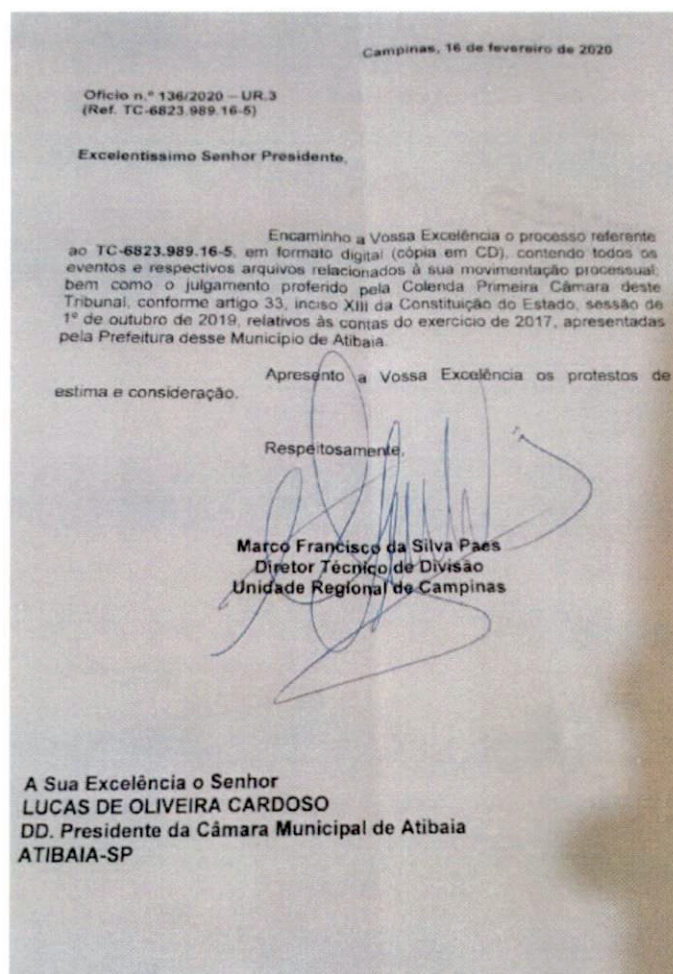 Campinas, 16 de fevereiro de 2020
Ofício n.º 136/2020 – UR.3
(Ref. TC-6823.989.16-5)
Excelentíssimo Senhor Presidente,
Encaminho a Vossa Excelência o processo referente
ao TC-6823.989.16-5, em formato digital (cópia em CD), contendo todos os
eventos e respectivos arquivos relacionados à sua movimentação processual;
bem como o julgamento proferido pela Colenda Primeira Câmara deste
Tribunal, conforme artigo 33, inciso XIII da Constituição do Estado, sessão de
1º de outubro de 2019, relativos às contas do exercício de 2017, apresentadas
pela Prefeitura desse Município de Atibaia.
Apresento a Vossa Excelência os protestos de
estima e consideração.
Respeitosamente,
Marco Francisco da Silva Paes
Diretor Técnico de Divisão
Unidade Regional de Campinas
A Sua Excelência o Senhor
LUCAS DE OLIVEIRA CARDOSO
DD. Presidente da Câmara Municipal de Atibaia
ATIBAIA-SP